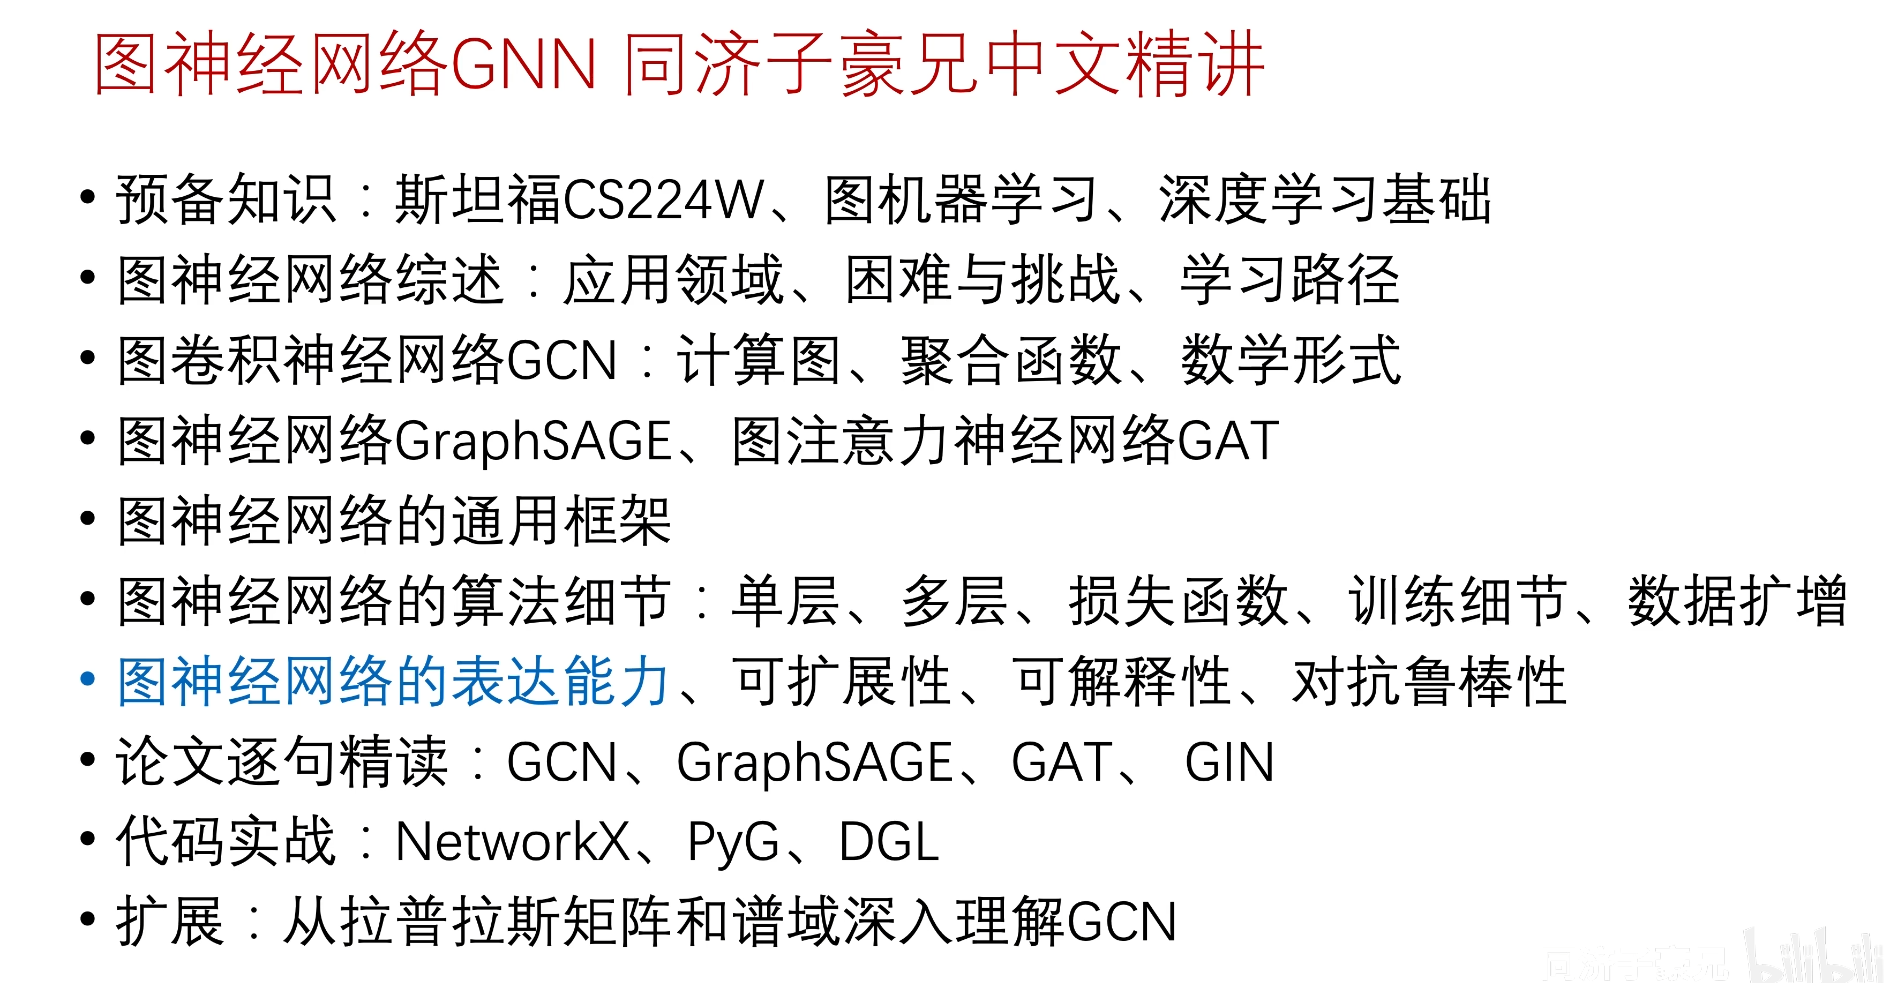 图神经网络GNN 同济子豪兄中文精讲
• 预备知识：斯坦福CS224W、图机器学习、深度学习基础
• 图神经网络综述：应用领域、困难与挑战、学习路径
• 图卷积神经网络GCN：计算图、聚合函数、数学形式
• 图神经网络GraphSAGE、图注意力神经网络GAT
• 图神经网络的通用框架
• 图神经网络的算法细节：单层、多层、损失函数、训练细节、数据扩增
• 图神经网络的表达能力、可扩展性、可解释性、对抗鲁棒性
• 论文逐句精读：GCN、GraphSAGE、GAT、 GIN
• 代码实战：NetworkX、PyG、DGL
• 扩展：从拉普拉斯矩阵和谱域深入理解GCN
同济子豪兄 bilibili